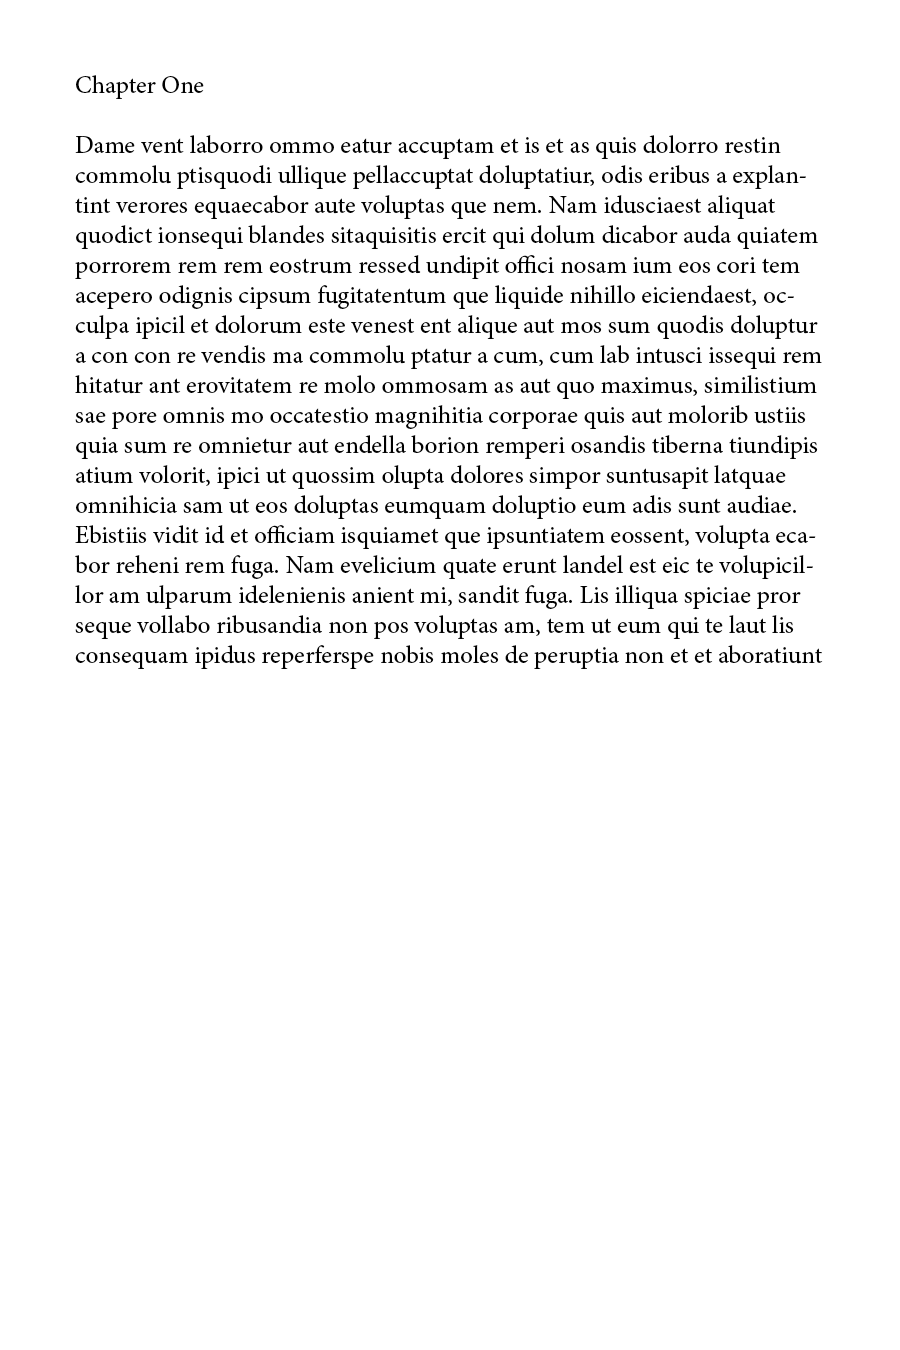 Chapter One
Dame vent laborro ommo eatur accuptam et is et as quis dolorro restin
commolu ptisquodi ullique pellaccuptat doluptatiur, odis eribus a explan-
tint verores equaecabor aute voluptas que nem. Nam idusciaest aliquat
quodict ionsequi blandes sitaquisitis ercit qui dolum dicabor auda quiatem
porrorem rem rem eostrum ressed undipit offici nosam ium eos cori tem
acepero odignis cipsum fugitatentum que liquide nihillo eiciendaest, oc-
culpa ipicil et dolorum este venest ent alique aut mos sum quodis doluptur
a con con re vendis ma commolu ptatur a cum, cum lab intusci issequi rem
hitatur ant erovitatem re molo ommosam as aut quo maximus, similistium
sae pore omnis mo occatestio magnihitia corporae quis aut molorib ustiis
quia sum re omnietur aut endella borion remperi osandis tiberna tiundipis
atium volorit, ipici ut quossim olupta dolores simpor suntusapit latquae
omnihicia sam ut eos doluptas eumquam doluptio eum adis sunt audiae.
Ebistiis vidit id et officiam isquiamet que ipsuntiatem eossent, volupta eca-
bor reheni rem fuga. Nam evelicium quate erunt landel est eic te volupicil-
lor am ulparum idelenienis anient mi, sandit fuga. Lis illiqua spiciae pror
seque vollabo ribusandia non pos voluptas am, tem ut eum qui te laut lis
consequam ipidus reperferspe nobis moles de peruptia non et et aboratiunt